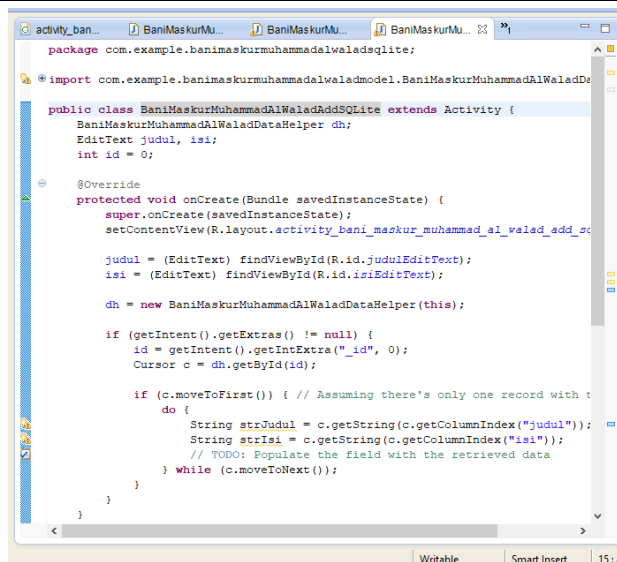 activity_ban... BaniMaskurMu... BaniMaskurMu... BaniMaskurMu... »1
package com.example.banimaskurmuhammadalwaladsqlite;
import com.example.banimaskurmuhammadalwaladmodel.BaniMaskurMuhammadAlWaladDa
public class BaniMaskurMuhammadAlWaladAddSQLite extends Activity {
BaniMaskurMuhammadAlWaladDataHelper dh;
EditText judul, isi;
int id = 0;
@Override
protected void onCreate(Bundle savedInstanceState) {
super.onCreate(savedInstanceState);
setContentView(R.layout.activity_bani_maskur_muhammad_al_walad_add_sq
judul = (EditText) findViewById(R.id.judulEditText);
isi = (EditText) findViewById(R.id.isiEditText);
dh = new BaniMaskurMuhammadAlWaladDataHelper(this);
if (getIntent().getExtras() != null) {
id = getIntent().getIntExtra("_id", 0);
Cursor c = dh.getById(id);
if (c.moveToFirst()) { // Assuming there's only one record with t
do {
String strJudul = c.getString(c.getColumnIndex("judul"));
String strIsi = c.getString(c.getColumnIndex("isi"));
// TODO: Populate the field with the retrieved data
} while (c.moveToNext());
}
}
}
Writable Smart Insert 15 :